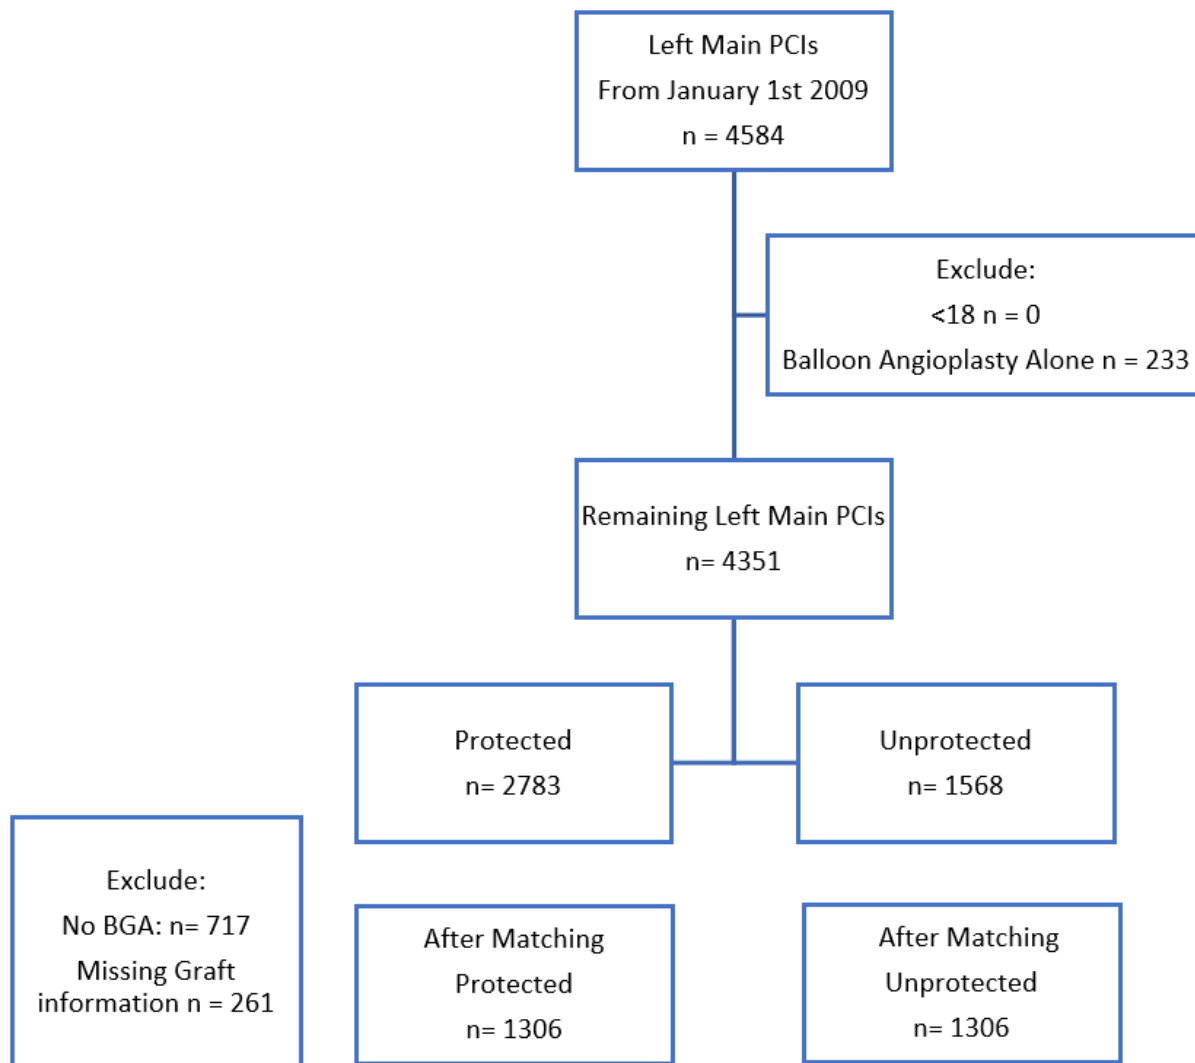 Left Main PCIs
From January 1st 2009
n = 4584
Exclude:
<18 n = 0
Balloon Angioplasty Alone n = 233
Remaining Left Main PCIs
n= 4351
Protected
n= 2783
Unprotected
n= 1568
Exclude:
No BGA: n= 717
Missing Graft
information n = 261
After Matching
Protected
n= 1306
After Matching
Unprotected
n= 1306